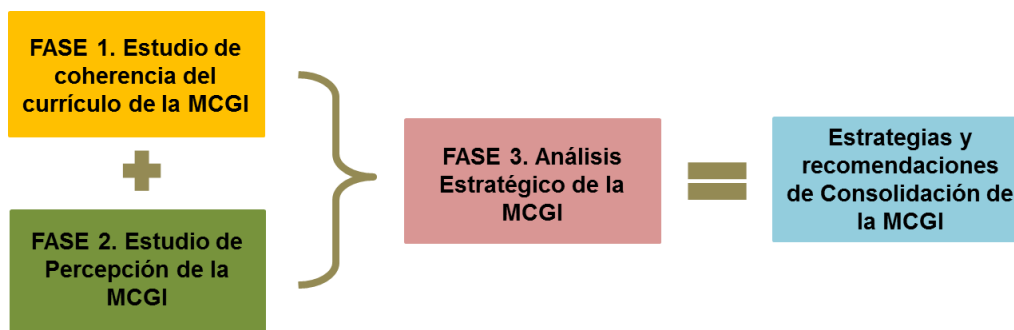 FASE 1. Estudio de
coherencia del
currículo de la MCGI
FASE 2. Estudio de
Percepción de la
MCGI
FASE 3. Análisis
Estratégico de la
MCGI
Estrategias y
recomendaciones
de Consolidación de
la MCGI